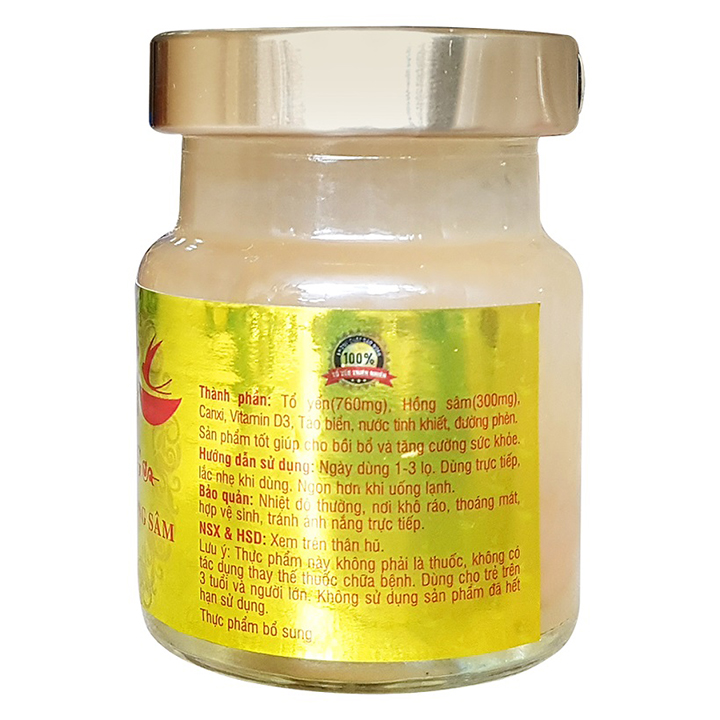 100%
TỔ YẾN THIÊN NHIÊN
Thành phần: Tổ yến(760mg), Hồng sâm(300mg),
Canxi, Vitamin D3, Tảo biển, nước tinh khiết, đường phèn.
Sản phẩm tốt giúp cho bồi bổ và tăng cường sức khỏe.
Hướng dẫn sử dụng: Ngày dùng 1-3 lọ. Dùng trực tiếp,
lắc nhẹ khi dùng. Ngon hơn khi uống lạnh.
Bảo quản: Nhiệt độ thường, nơi khô ráo, thoáng mát,
hợp vệ sinh, tránh ánh nắng trực tiếp.
NSX & HSD: Xem trên thân hũ.
Lưu ý: Thực phẩm này không phải là thuốc, không có
tác dụng thay thế thuốc chữa bệnh. Dùng cho trẻ trên
3 tuổi và người lớn. Không sử dụng sản phẩm đã hết
hạn sử dụng.
Thực phẩm bổ sung
SÂM